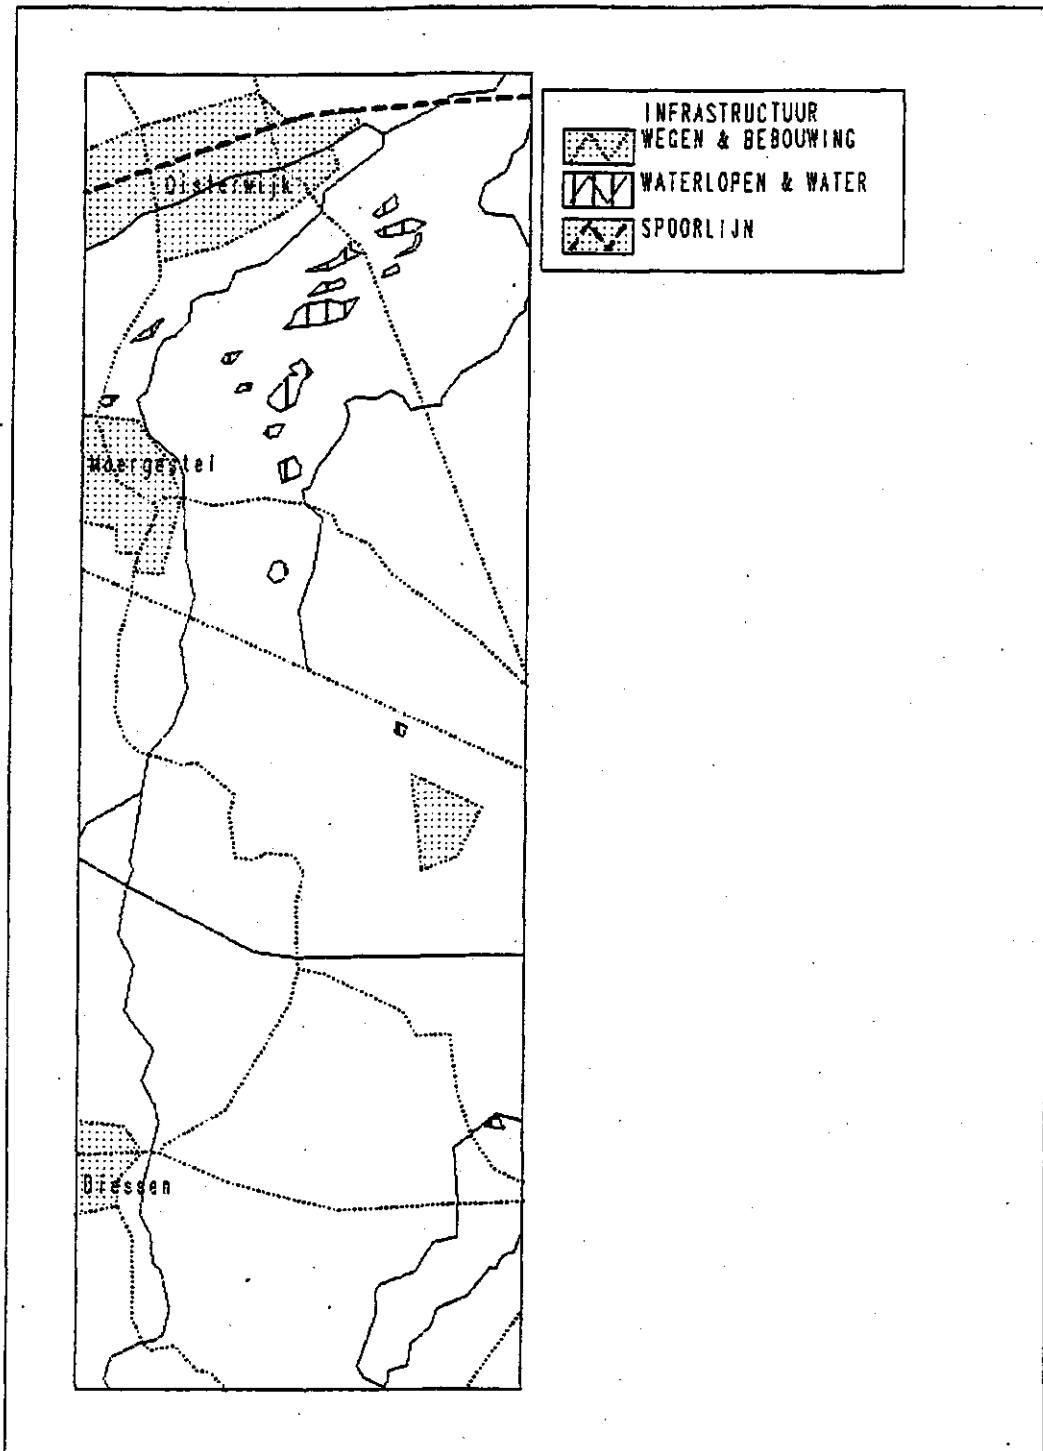 INFRASTRUCTUUR
WEGEN & BEBOUWING
WATERLOPEN & WATER
SPOORLIJN
Oisterwijk
Moergestel
Diessen